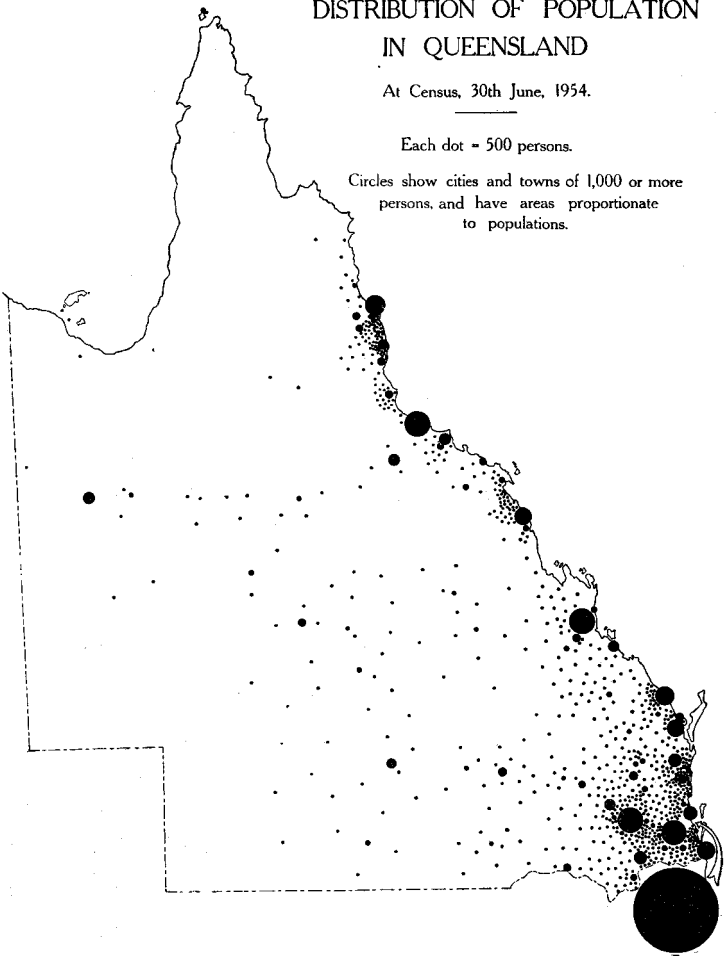 DISTRIBUTION OF POPULATION
IN QUEENSLAND
At Census, 30th June, 1954.
Each dot = 500 persons.
Circles show cities and towns of 1,000 or more
persons, and have areas proportionate
to populations.